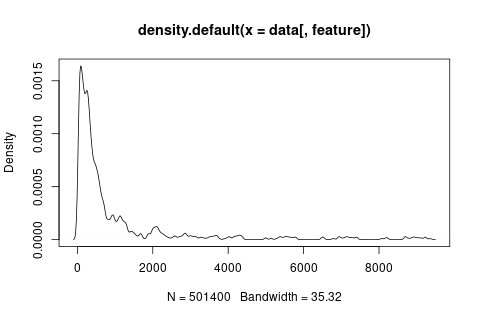 density.default(x = data[, feature])
Density
0.0015
0.0010
0.0005
0.0000
0 2000 4000 6000 8000
N = 501400 Bandwidth = 35.32